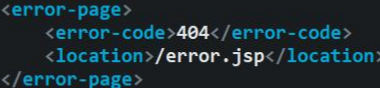 <error-page>
    <error-code>404</error-code>
    <location>/error.jsp</location>
</error-page>